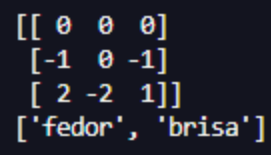 [[ 0  0  0]
 [-1  0 -1]
 [ 2 -2  1]]
['fedor', 'brisa']